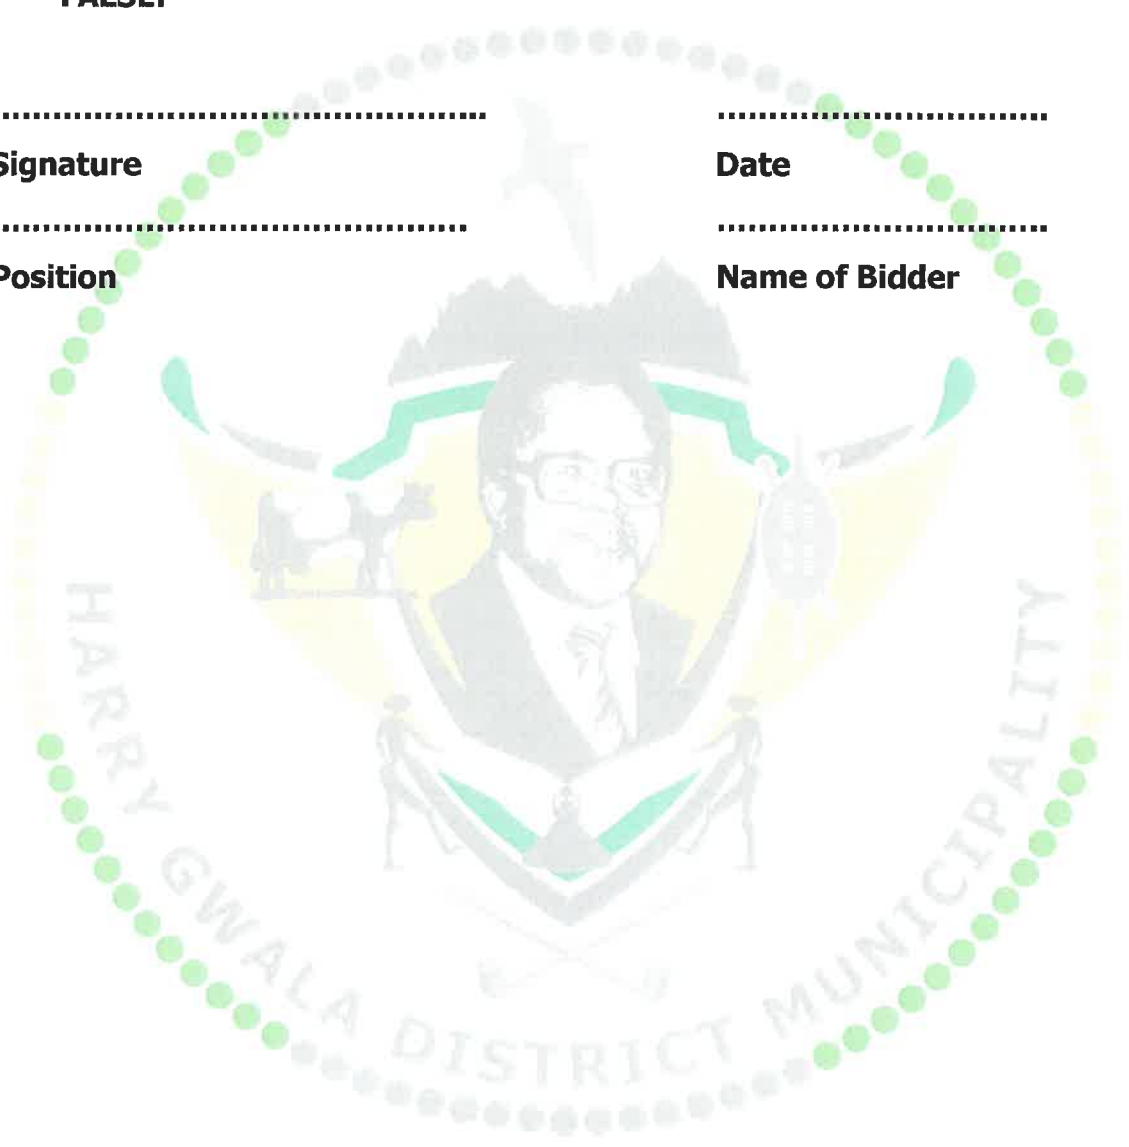 FALSE.
........................................................ ........................................
Signature Date
........................................................ ........................................
Position Name of Bidder
HARRY GWALA DISTRICT MUNICIPALITY